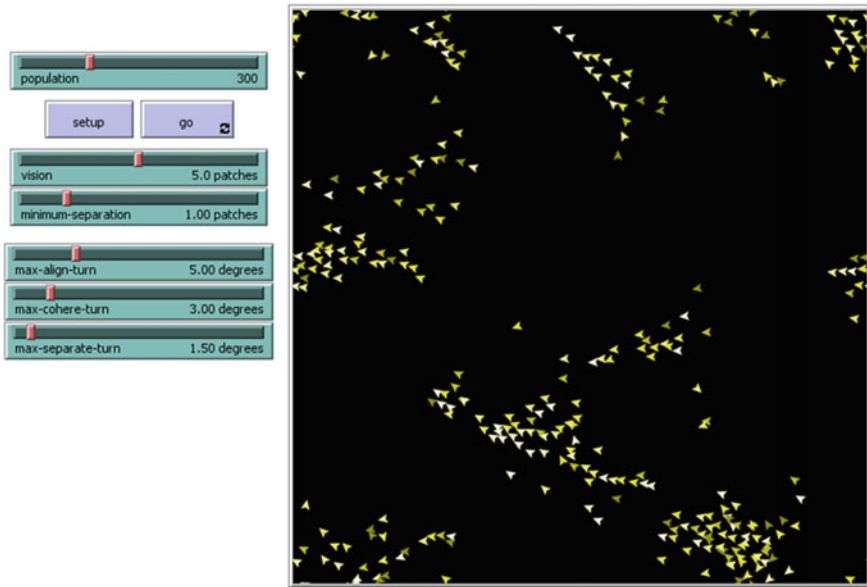 population 300
setup go
vision 5.0 patches
minimum-separation 1.00 patches
max-align-turn 5.00 degrees
max-cohere-turn 3.00 degrees
max-separate-turn 1.50 degrees